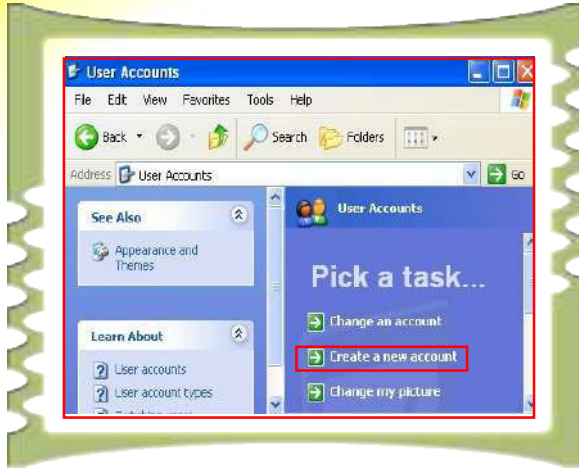 User Accounts
File Edit View Favorites Tools Help
Back Search Folders
Address User Accounts Go
See Also
Appearance and
Themes
Learn About
User accounts
User account types
User Accounts
Pick a task...
Change an account
Create a new account
Change my picture